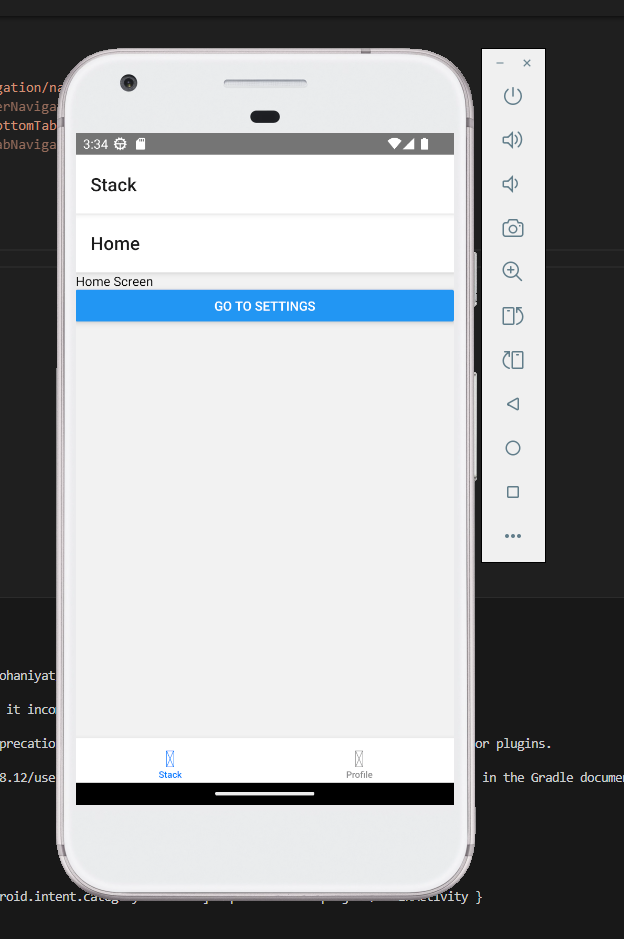 gation/na
erNaviga
ottomTab
abNaviga
3:34
Stack
Home
Home Screen
GO TO SETTINGS
ohaniyat
it inco
precatio
or plugins.
8.12/use
in the Gradle documen
Stack
Profile
roid.intent.categ
inActivity }